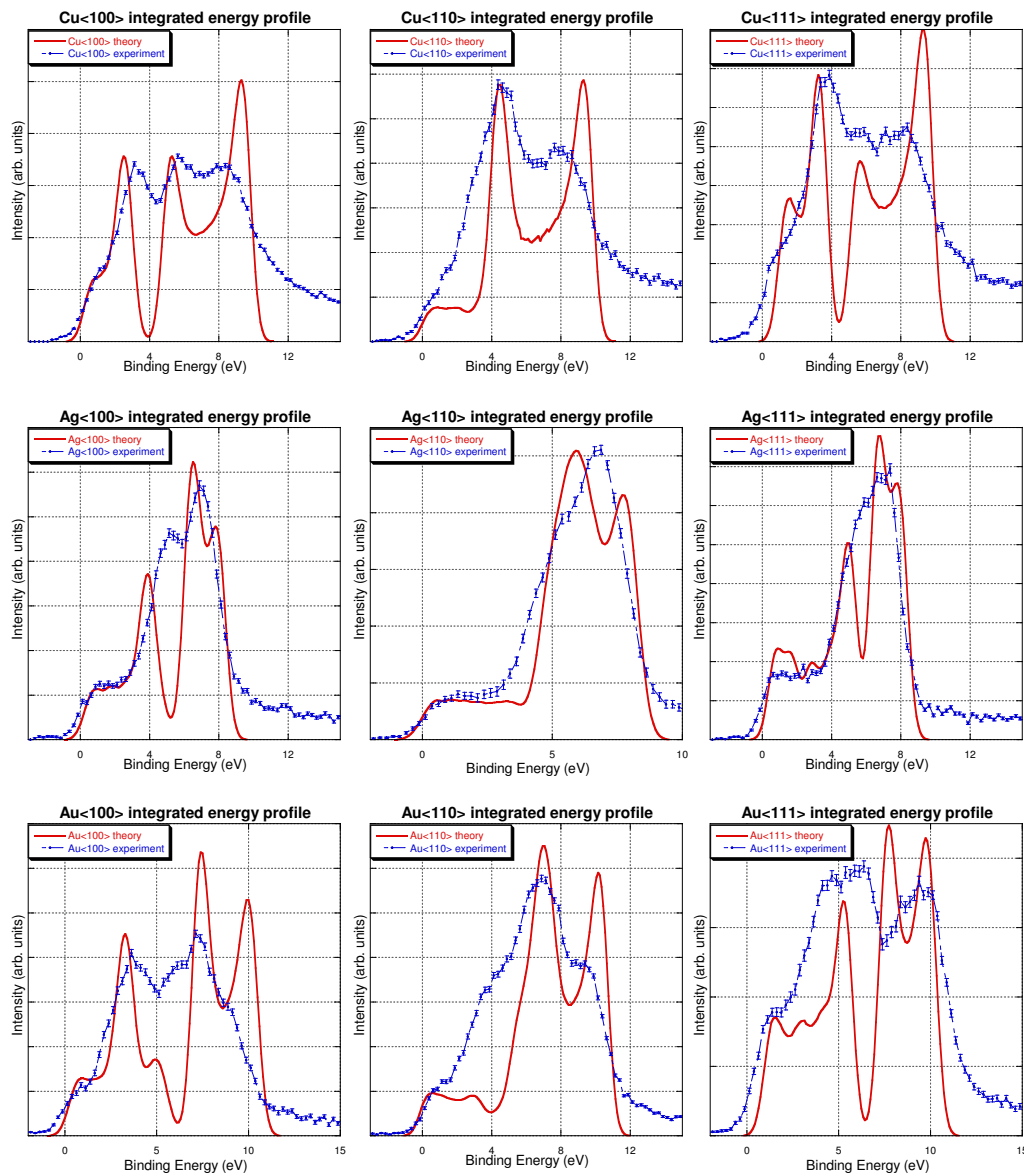 Cu<100> integrated energy profile
Cu<100> theory
Cu<100> experiment
Intensity (arb. units)
0 4 8 12
Binding Energy (eV)
Cu<110> integrated energy profile
Cu<110> theory
Cu<110> experiment
Intensity (arb. units)
0 4 8 12
Binding Energy (eV)
Cu<111> integrated energy profile
Cu<111> theory
Cu<111> experiment
Intensity (arb. units)
0 4 8 12
Binding Energy (eV)
Ag<100> integrated energy profile
Ag<100> theory
Ag<100> experiment
Intensity (arb. units)
0 4 8 12
Binding Energy (eV)
Ag<110> integrated energy profile
Ag<110> theory
Ag<110> experiment
Intensity (arb. units)
0 5 10
Binding Energy (eV)
Ag<111> integrated energy profile
Ag<111> theory
Ag<111> experiment
Intensity (arb. units)
0 4 8 12
Binding Energy (eV)
Au<100> integrated energy profile
Au<100> theory
Au<100> experiment
Intensity (arb. units)
0 5 10 15
Binding Energy (eV)
Au<110> integrated energy profile
Au<110> theory
Au<110> experiment
Intensity (arb. units)
0 4 8 12
Binding Energy (eV)
Au<111> integrated energy profile
Au<111> theory
Au<111> experiment
Intensity (arb. units)
0 5 10 15
Binding Energy (eV)